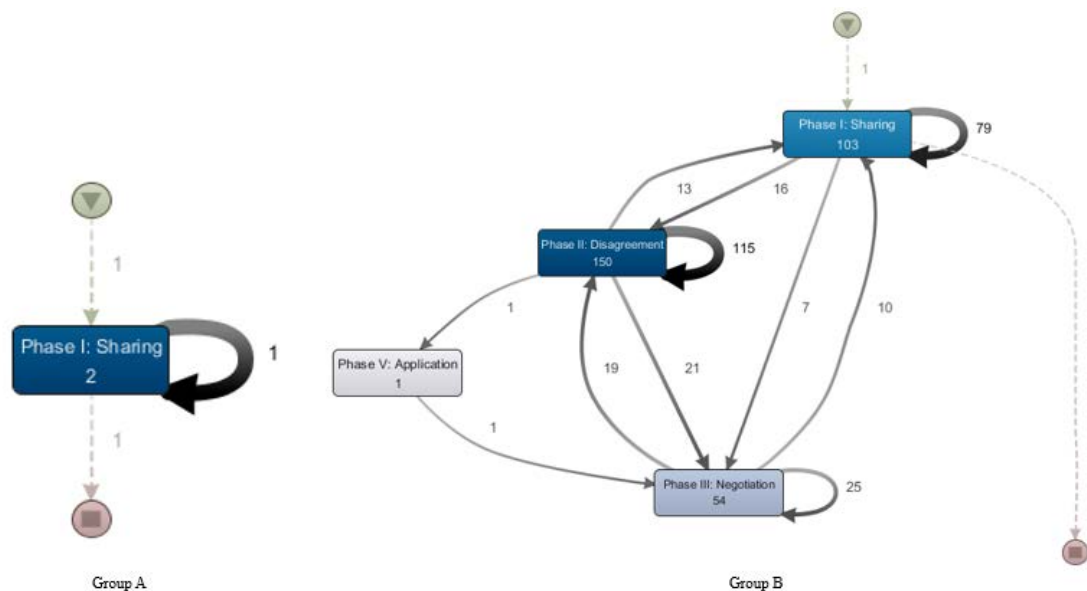 1
Phase I: Sharing
2
1
1
Group A
1
Phase I: Sharing
103
79
13
16
Phase II: Disagreement
150
115
1
7
10
Phase V: Application
1
19
21
1
Phase III: Negotiation
54
25
Group B